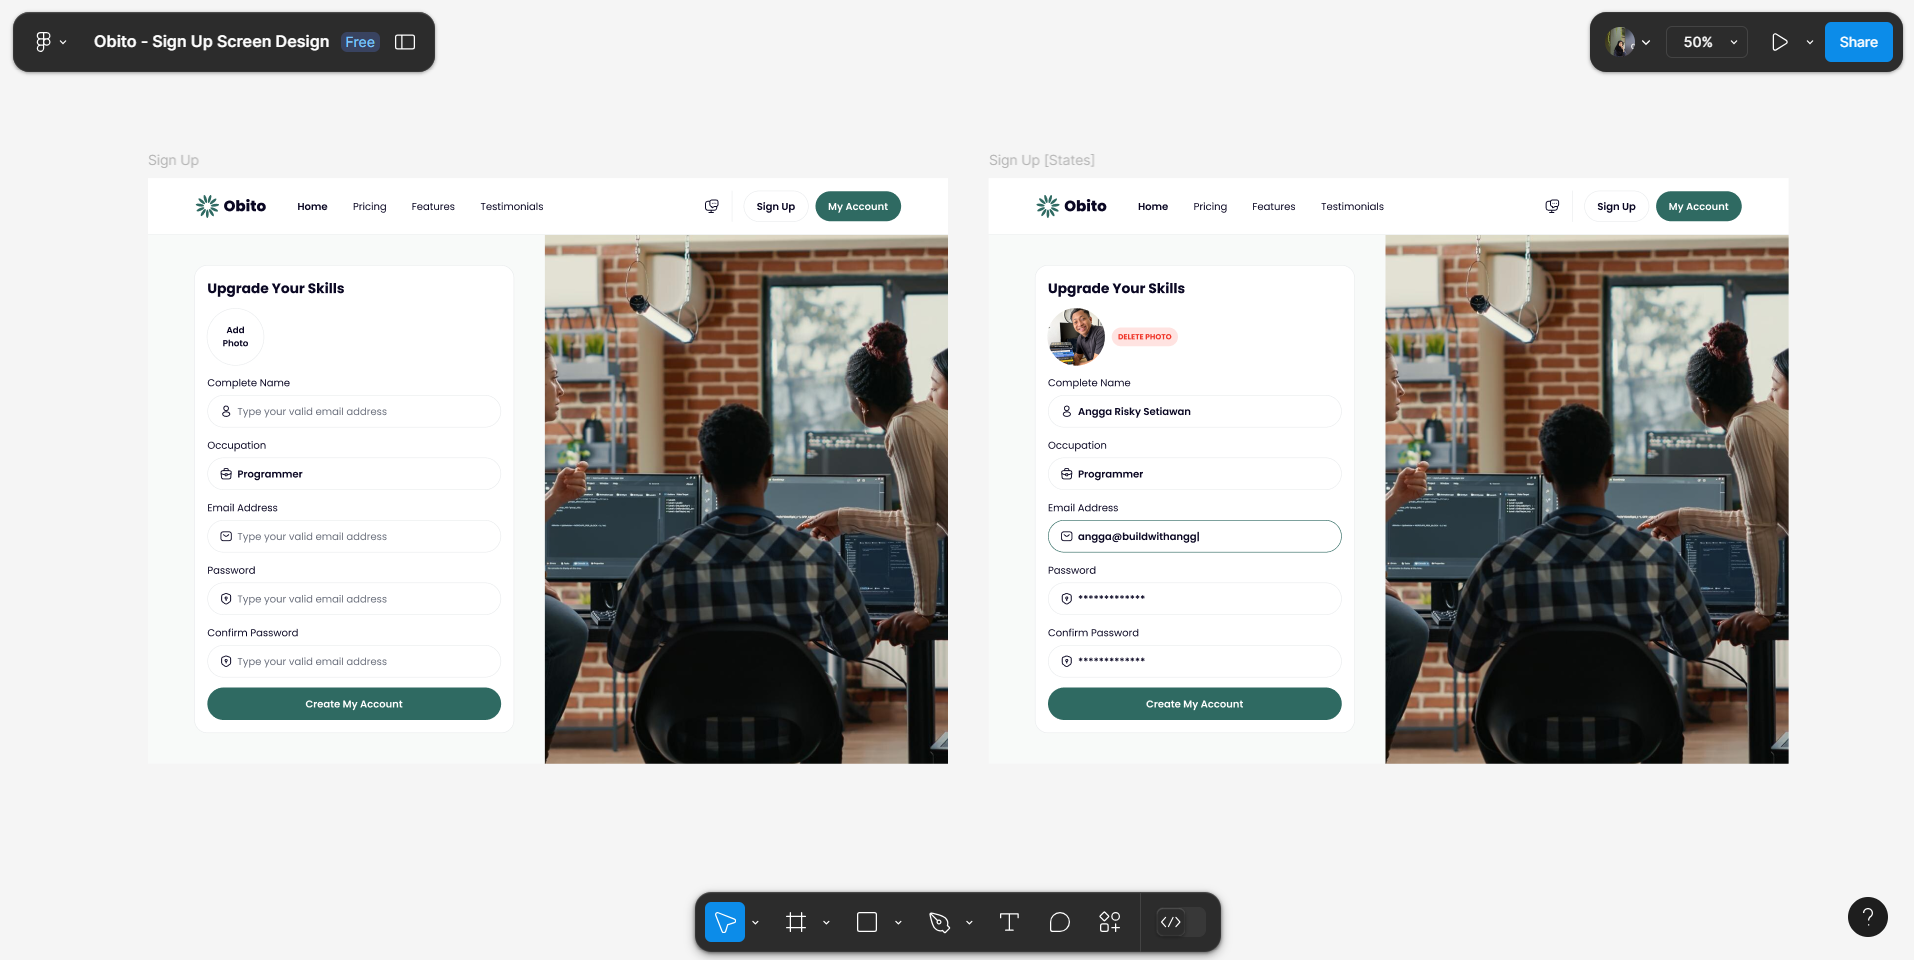 Obito - Sign Up Screen Design
Free
50%
Share
Sign Up
Obito
Home
Pricing
Features
Testimonials
Sign Up
My Account
Upgrade Your Skills
Add
Photo
Complete Name
Type your valid email address
Occupation
Programmer
Email Address
Type your valid email address
Password
Type your valid email address
Confirm Password
Type your valid email address
Create My Account
Sign Up [States]
Obito
Home
Pricing
Features
Testimonials
Sign Up
My Account
Upgrade Your Skills
DELETE PHOTO
Complete Name
Angga Risky Setiawan
Occupation
Programmer
Email Address
angga@buildwithangg
Password
*************
Confirm Password
*************
Create My Account